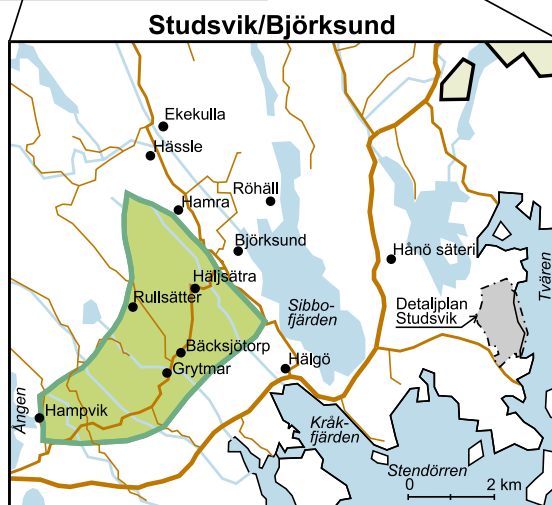 Studsvik/Björksund
Ekekulla
Hässle
Röhäll
Hamra
Björksund
Hånö säteri
Häljsätra
Tvären
Rullsätter
Sibbo-
fjärden
Detaljplan
Studsvik
Bäcksjötorp
Grytmar
Hälgö
Ången
Hampvik
Kråk-
fjärden
Stendörren
0 2 km